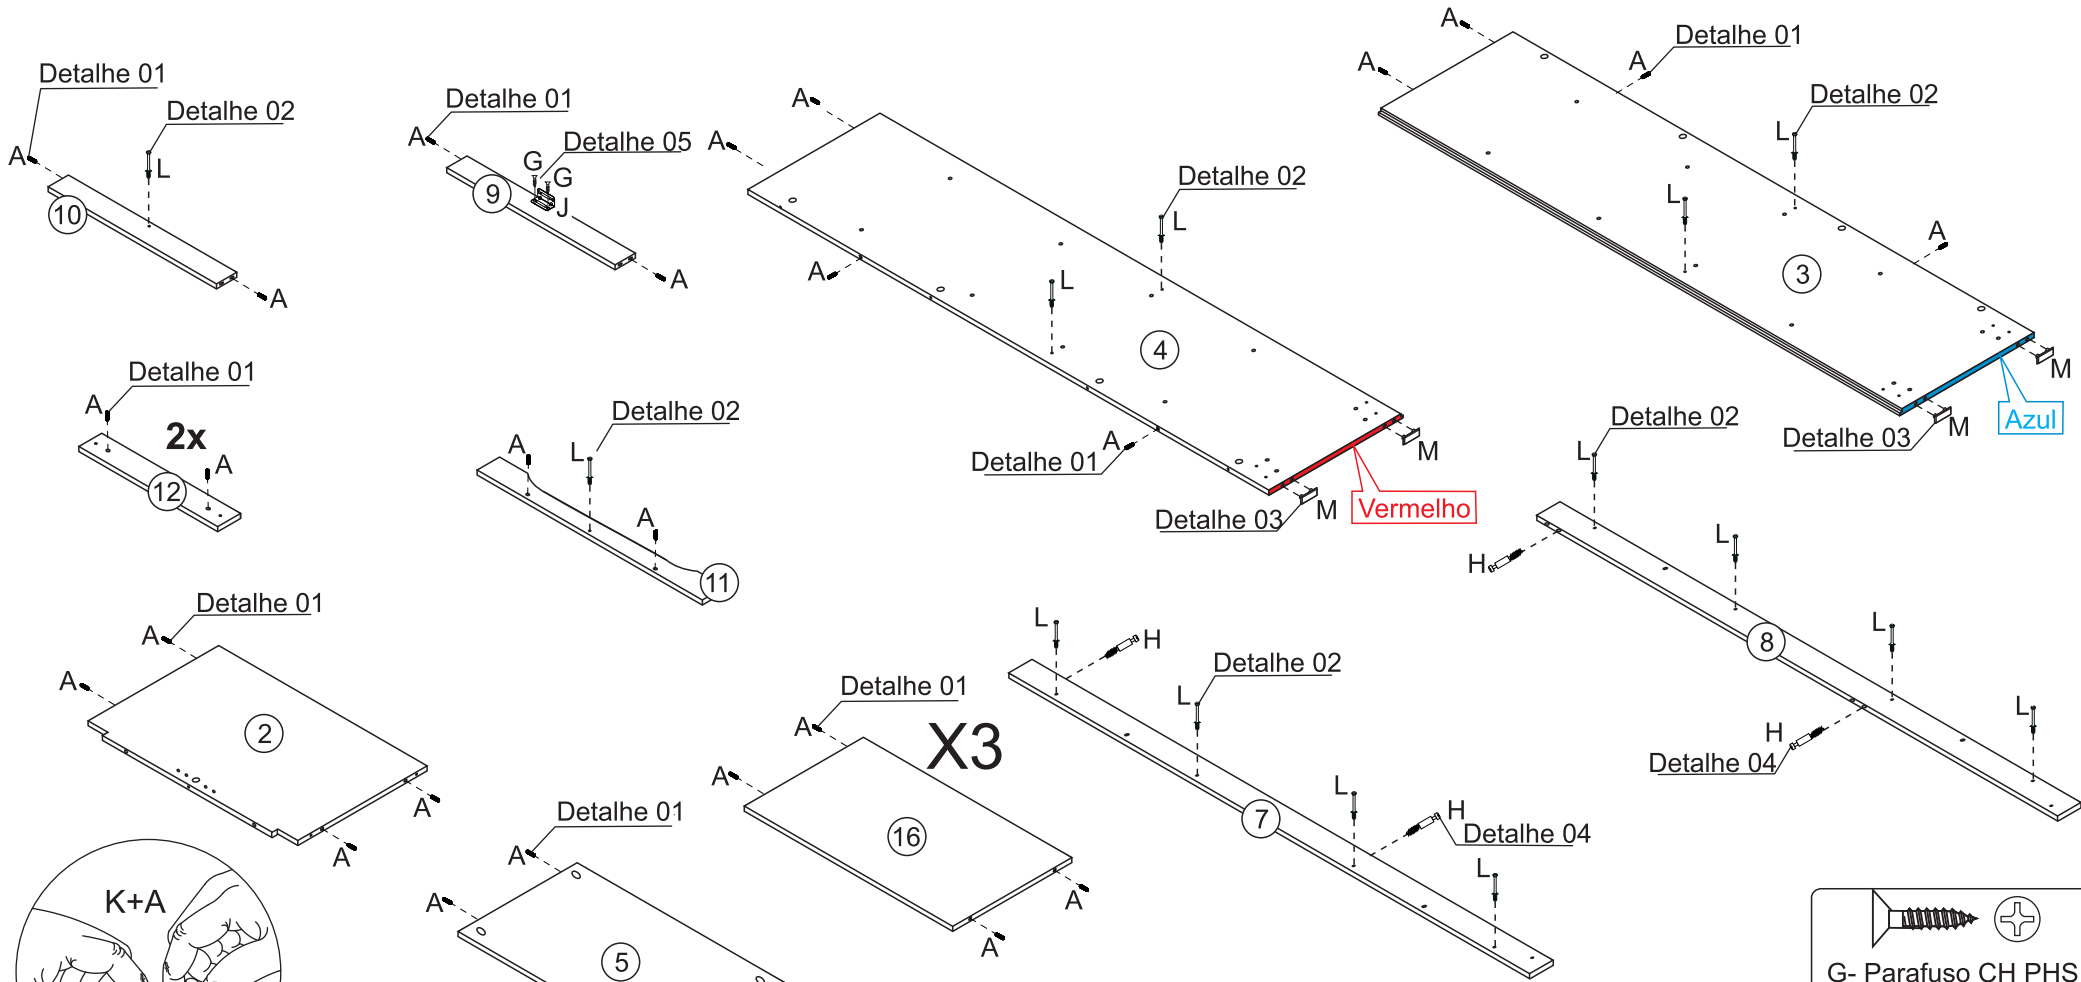 Detalhe 01
Detalhe 02
A
L
10
A
Detalhe 01
A
Detalhe 05
G
G
J
9
A
A
A
Detalhe 02
L
L
A
4
A
Detalhe 01
M
M
Detalhe 03
Vermelho
A
A
A
Detalhe 01
Detalhe 02
L
L
A
3
M
M
Azul
Detalhe 03
Detalhe 01
A
2x
A
12
Detalhe 02
A
L
A
11
Detalhe 02
L
L
H
8
L
L
H
Detalhe 04
Detalhe 01
A
A
2
A
A
Detalhe 01
X3
A
A
16
A
A
L
H
Detalhe 02
L
7
L
H
Detalhe 04
L
K+A
Detalhe 01
A
A
5
G- Parafuso CH PHS